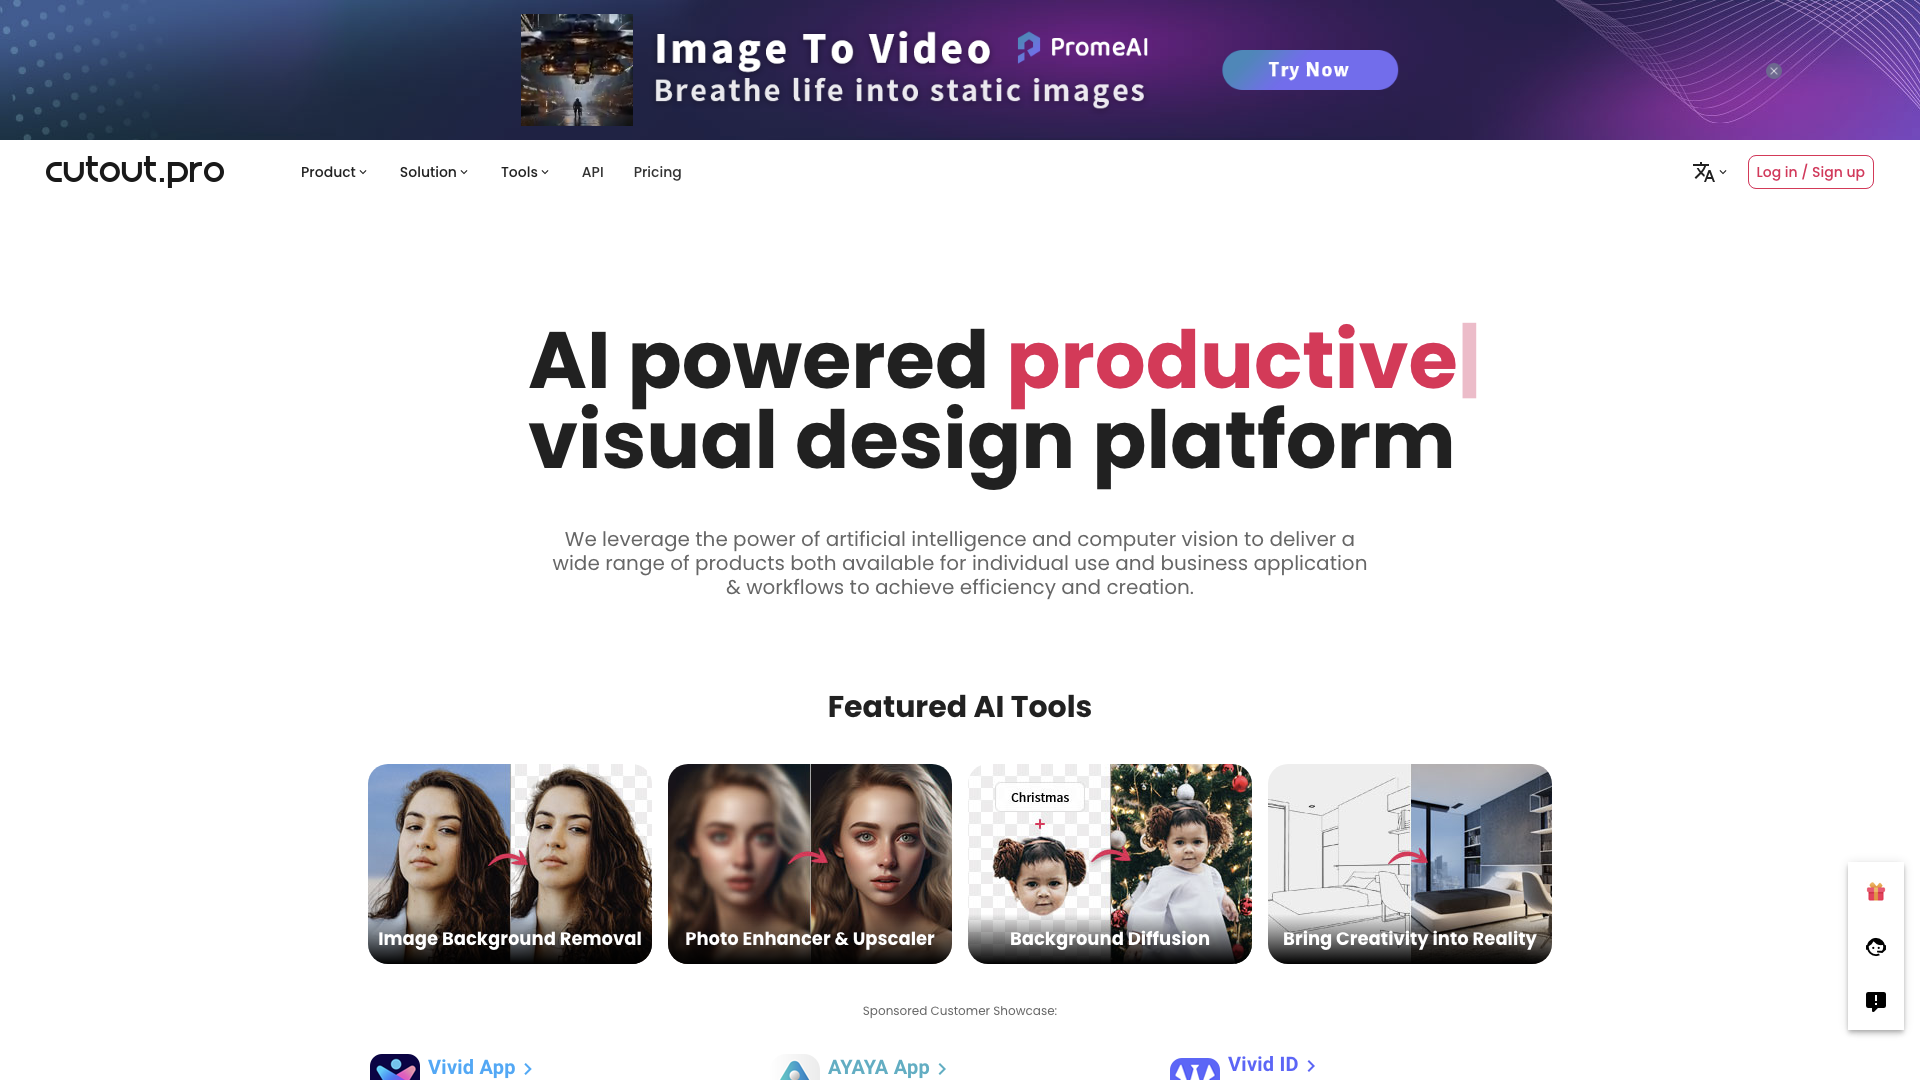 Image To Video PromeAI
Breathe life into static images
Try Now
cutout.pro
Product
Solution
Tools
API
Pricing
Log in / Sign up
AI powered productive
visual design platform
We leverage the power of artificial intelligence and computer vision to deliver a
wide range of products both available for individual use and business application
& workflows to achieve efficiency and creation.
Featured AI Tools
Christmas
+
Image Background Removal
Photo Enhancer & Upscaler
Background Diffusion
Bring Creativity into Reality
Sponsored Customer Showcase:
Vivid App
AYAYA App
Vivid ID